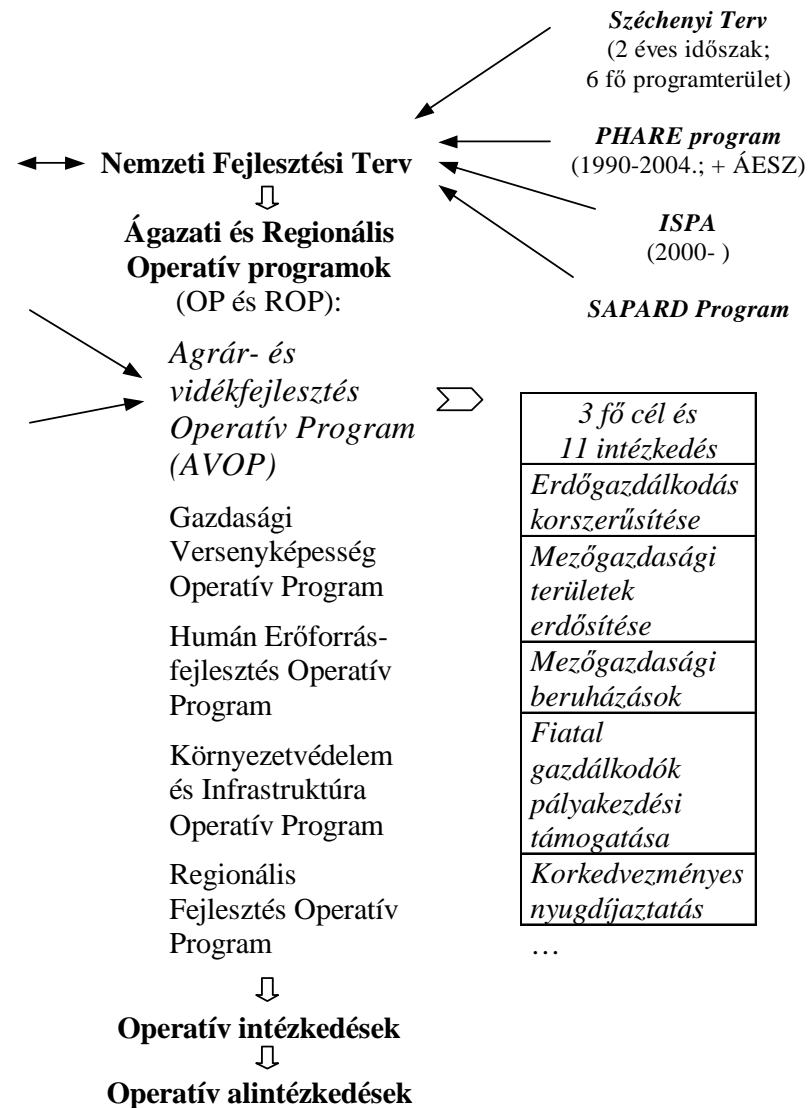 Széchenyi Terv
(2 éves időszak;
6 fő programterület)
PHARE program
(1990-2004.; + ÁESZ)
ISPA
(2000- )
SAPARD Program
Nemzeti Fejlesztési Terv
Ágazati és Regionális
Operatív programok
(OP és ROP):
Agrár- és
vidékfejlesztés
Operatív Program
(AVOP)
Gazdasági
Versenyképesség
Operatív Program
Humán Erőforrás-
fejlesztés Operatív
Program
Környezetvédelem
és Infrastruktúra
Operatív Program
Regionális
Fejlesztés Operatív
Program
3 fő cél és
11 intézkedés
Erdőgazdálkodás
korszerűsítése
Mezőgazdasági
területek
erdősítése
Mezőgazdasági
beruházások
Fiatal
gazdálkodók
pályakezdési
támogatása
Korkedvezményes
nyugdíjaztatás
…
Operatív intézkedések
Operatív alintézkedések